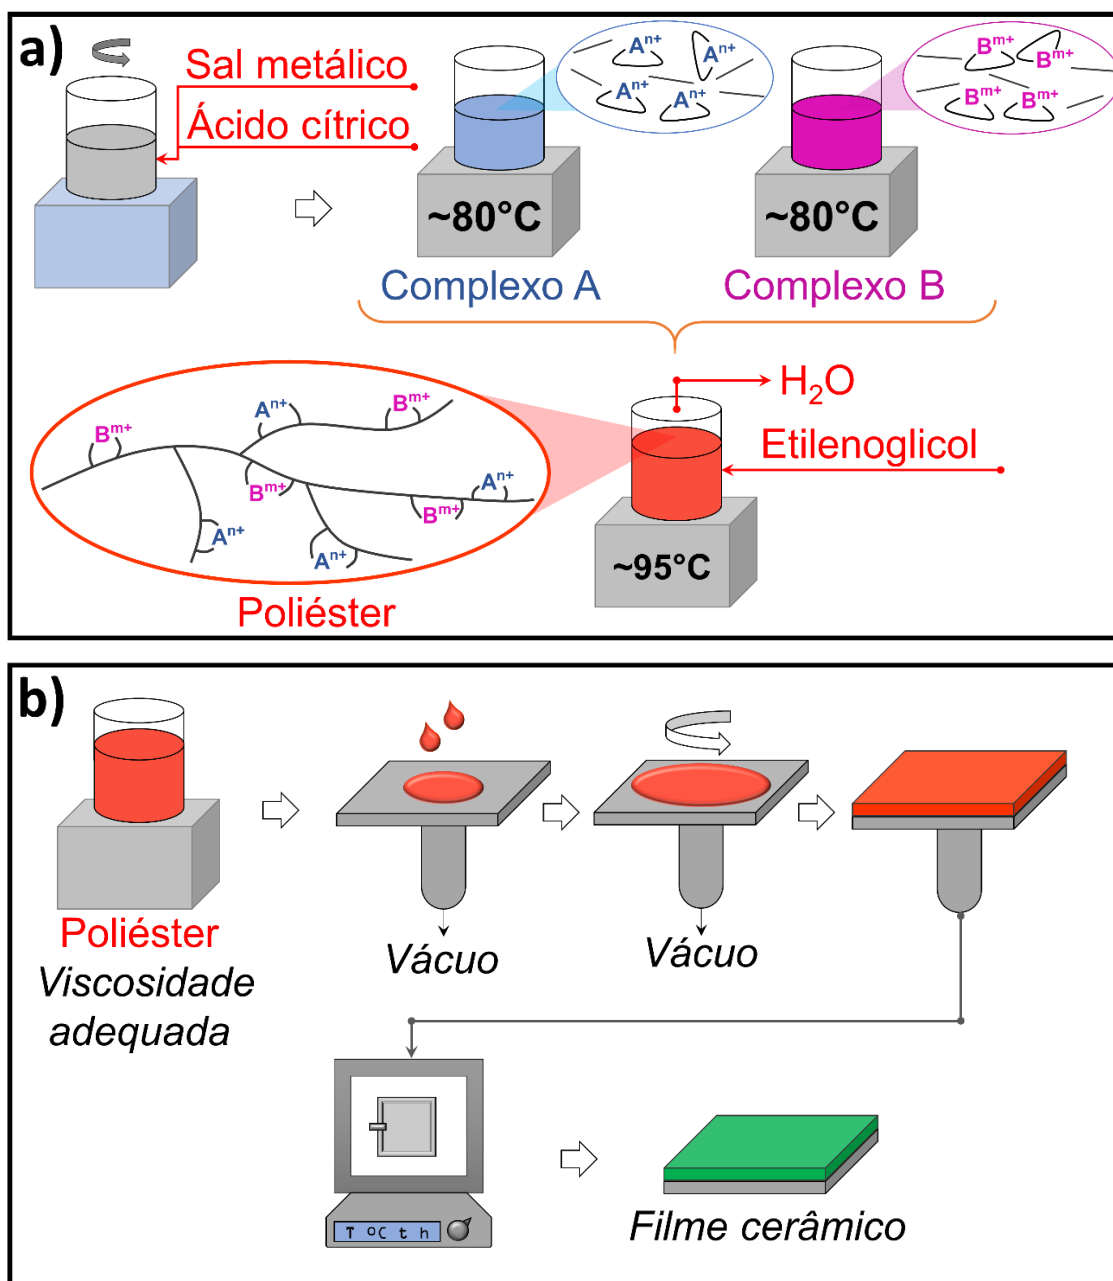 a)
Sal metálico
Ácido cítrico
Aⁿ⁺
Aⁿ⁺
Aⁿ⁺
Aⁿ⁺
Bᵐ⁺
Bᵐ⁺
Bᵐ⁺
Bᵐ⁺
~80°C
~80°C
Complexo A
Complexo B
H₂O
Etilenoglicol
~95°C
Aⁿ⁺
Bᵐ⁺
Bᵐ⁺
Bᵐ⁺
Aⁿ⁺
Bᵐ⁺
Aⁿ⁺
Aⁿ⁺
Poliéster
b)
Poliéster
Viscosidade
adequada
Vácuo
Vácuo
T ºC t h
Filme cerâmico